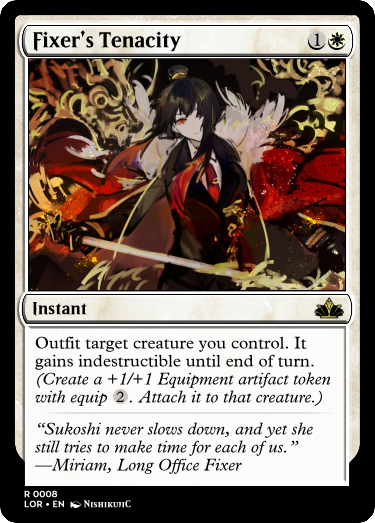 Fixer's Tenacity 1
Instant
Outfit target creature you control. It
gains indestructible until end of turn.
(Create a +1/+1 Equipment artifact token
with equip 2. Attach it to that creature.)
“Sukoshi never slows down, and yet she
still tries to make time for each of us.”
—Miriam, Long Office Fixer
R 0008
LOR • EN NishikujiC